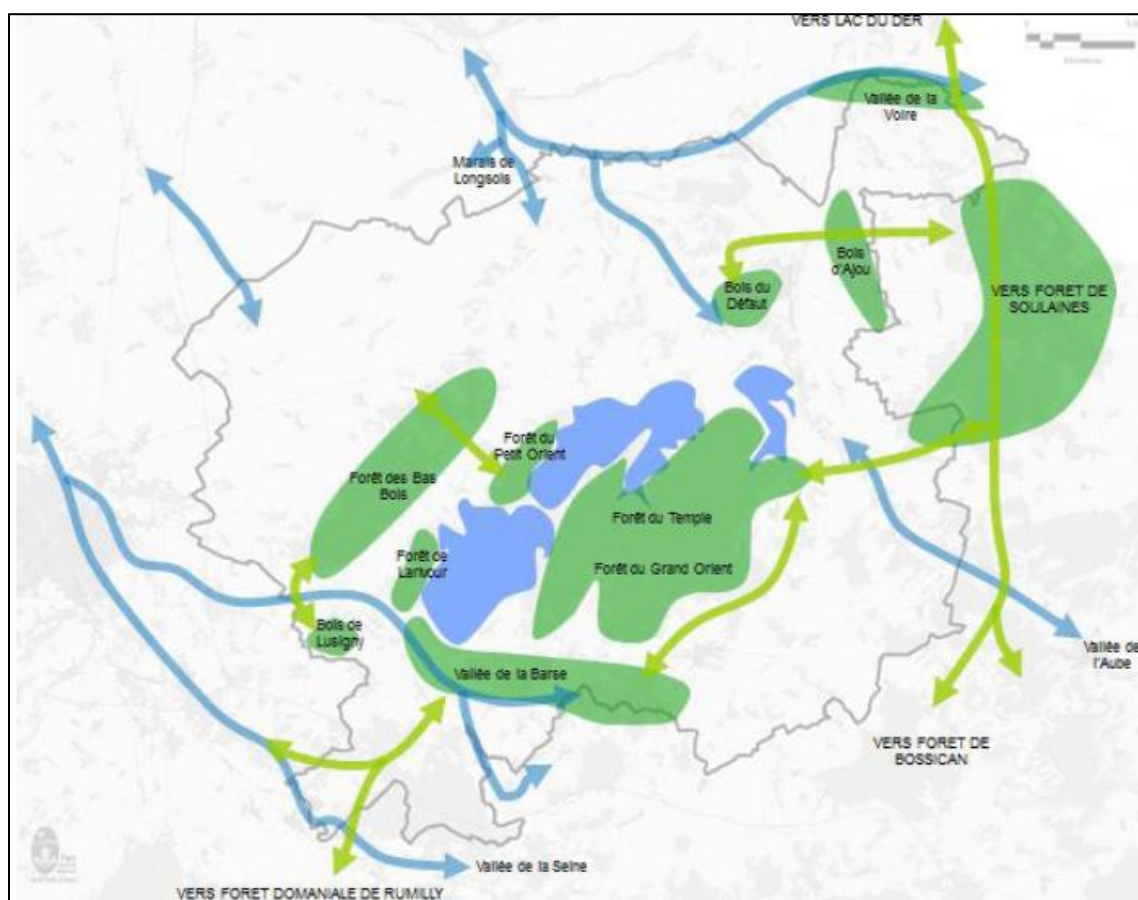 VERS LAC DU DER
Vallée de la
Voire
Marais de
Longsols
Bois
d'Ajou
Bois du
Défaut
VERS FORET DE
SOULAINES
Forêt du
Petit Orient
Forêt des Bas
Bois
Forêt du Temple
Forêt de
Larivour
Forêt du Grand Orient
Bois de
Lusigny
Vallée de la Barse
Vallée de
l'Aube
VERS FORET DE
BOSSICAN
Vallée de la Seine
VERS FORET DOMANIALE DE RUMILLY